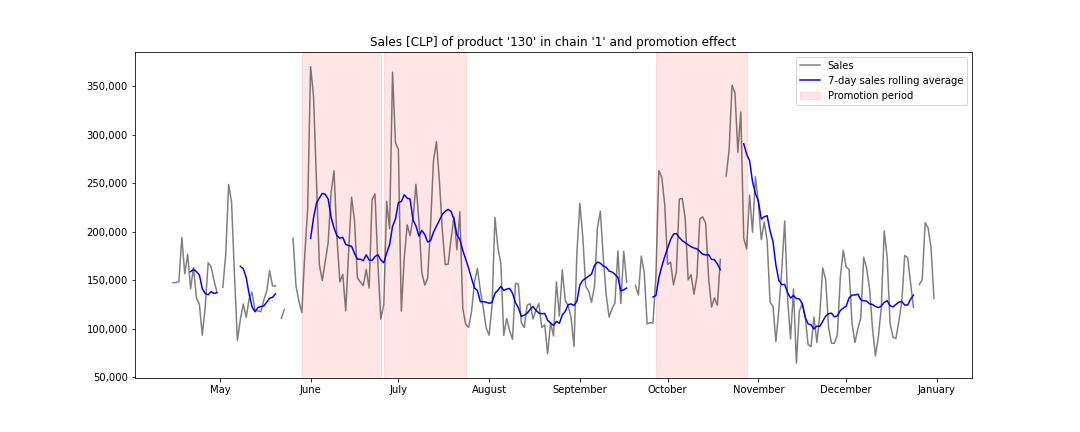 Sales [CLP] of product '130' in chain '1' and promotion effect
Sales
7-day sales rolling average
Promotion period
350,000
300,000
250,000
200,000
150,000
100,000
50,000
May
June
July
August
September
October
November
December
January